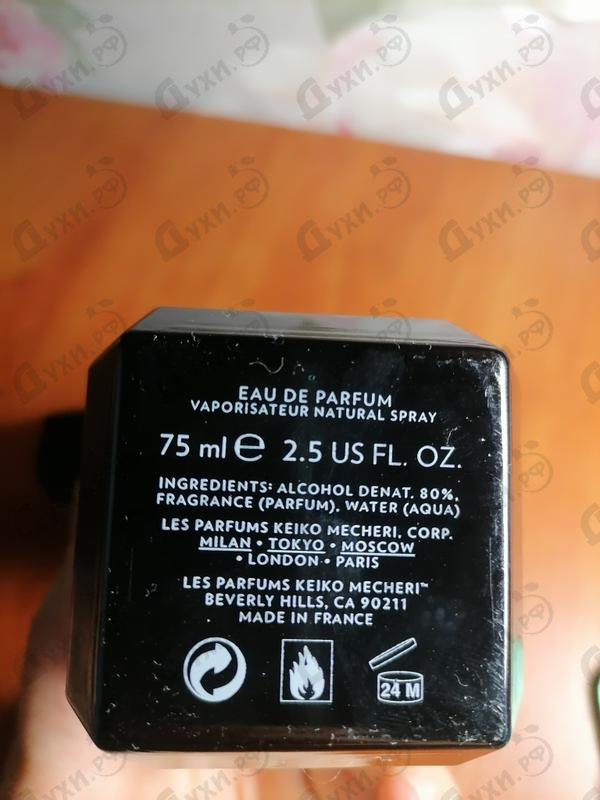 EAU DE PARFUM
VAPORISATEUR NATURAL SPRAY
75 ml ℮ 2.5 US FL. OZ.
INGREDIENTS: ALCOHOL DENAT. 80%,
FRAGRANCE (PARFUM), WATER (AQUA)
LES PARFUMS KEIKO MECHERI, CORP.
MILAN • TOKYO • MOSCOW
• LONDON • PARIS
LES PARFUMS KEIKO MECHERI™
BEVERLY HILLS, CA 90211
MADE IN FRANCE
24 M
Духи.рф